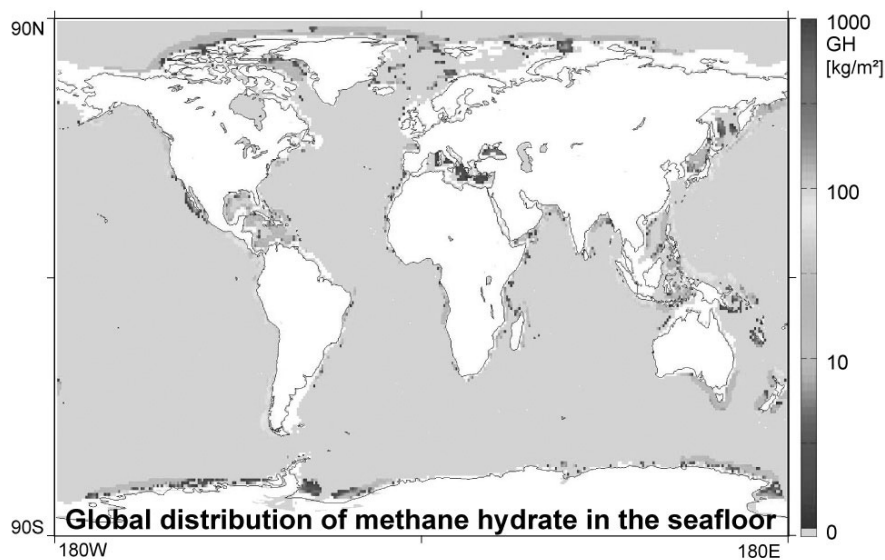 90N
1000
GH
[kg/m²]
100
10
0
Global distribution of methane hydrate in the seafloor
90S
180W
180E